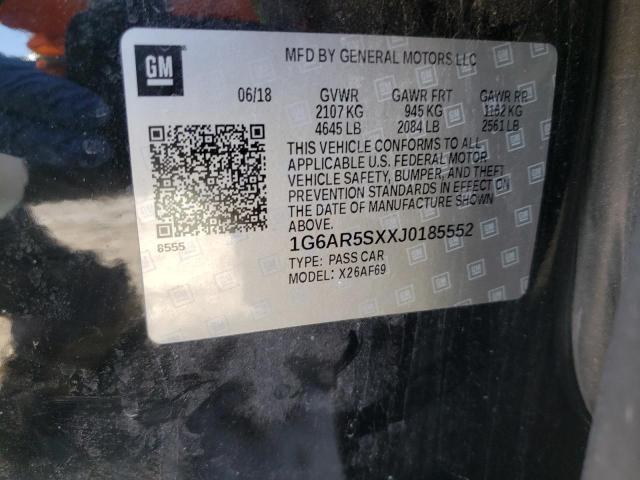 GM
MFD BY GENERAL MOTORS LLC
06/18 GVWR GAWR FRT GAWR RR
2107 KG 945 KG 1162 KG
4645 LB 2084 LB 2561 LB
THIS VEHICLE CONFORMS TO ALL
APPLICABLE U.S. FEDERAL MOTOR
VEHICLE SAFETY, BUMPER, AND THEFT
PREVENTION STANDARDS IN EFFECT ON
THE DATE OF MANUFACTURE SHOWN
ABOVE.
8555
1G6AR5SXXJ0185552
TYPE: PASS CAR
MODEL: X26AF69